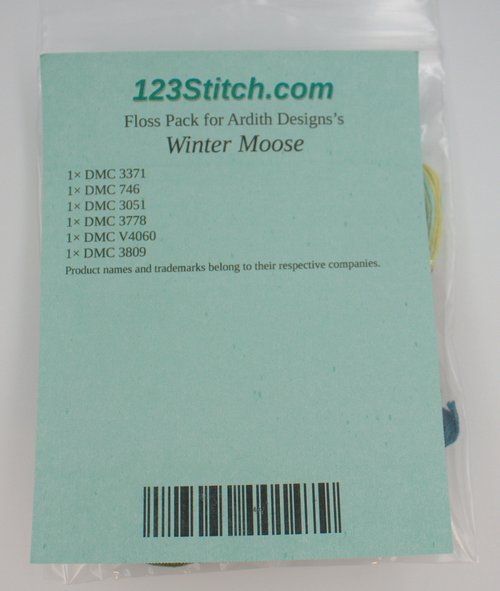 123Stitch.com
Floss Pack for Ardith Designs's
Winter Moose
1× DMC 3371
1× DMC 746
1× DMC 3051
1× DMC 3778
1× DMC V4060
1× DMC 3809
Product names and trademarks belong to their respective companies.